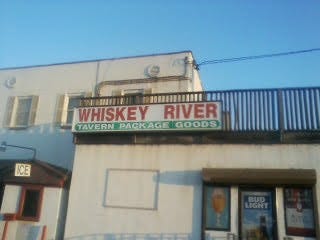 WHISKEY RIVER
TAVERN PACKAGE GOODS
ICE
BUD
LIGHT